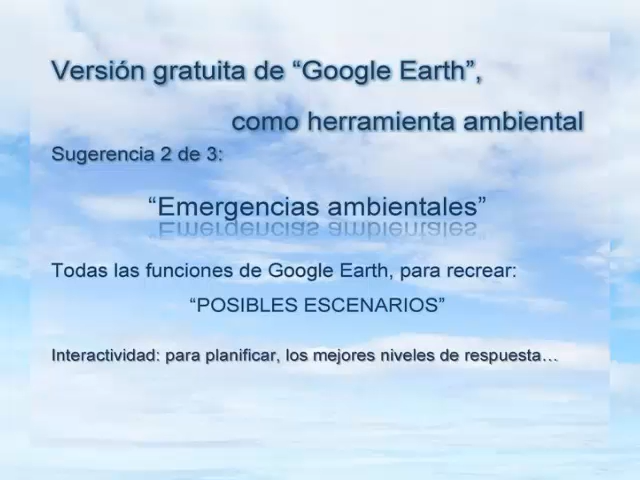 Versión gratuita de “Google Earth”,
como herramienta ambiental
Sugerencia 2 de 3:
“Emergencias ambientales”
Todas las funciones de Google Earth, para recrear:
“POSIBLES ESCENARIOS”
Interactividad: para planificar, los mejores niveles de respuesta…